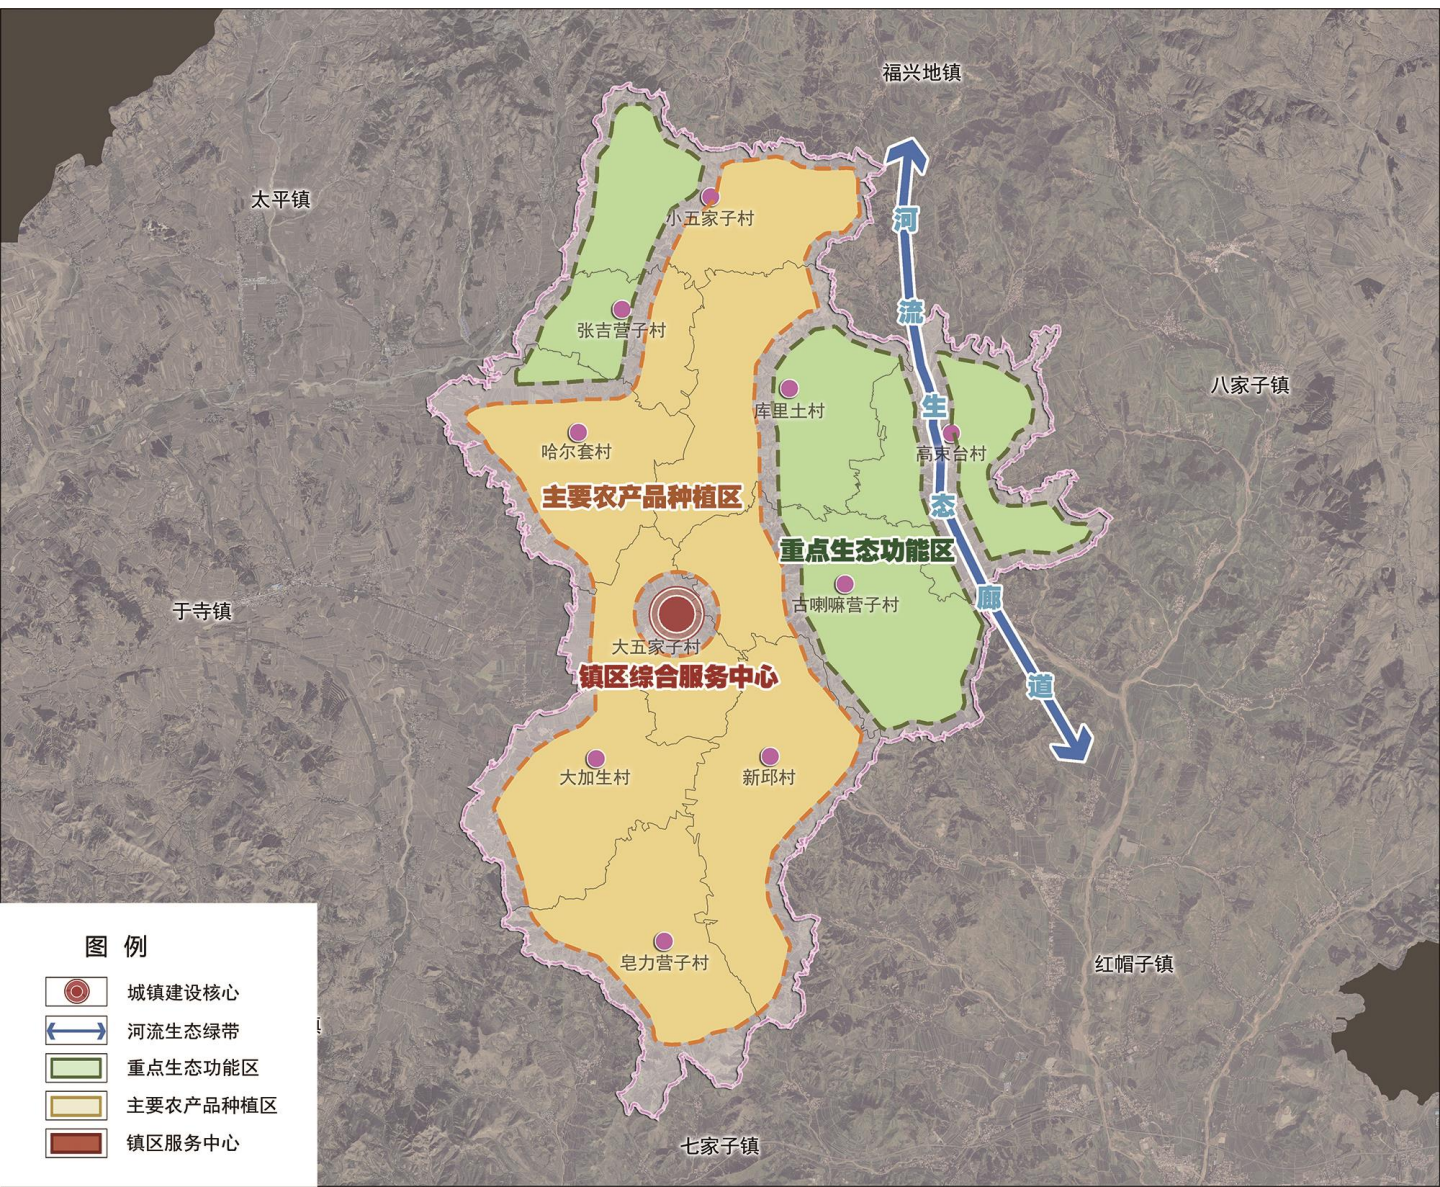 福兴地镇
太平镇
小五家子村
河流生态廊道
张吉营子村
八家子镇
库里土村
哈尔套村
高束台村
主要农产品种植区
重点生态功能区
古喇嘛营子村
于寺镇
大五家子村
镇区综合服务中心
大加生村
新邱村
皂力营子村
红帽子镇
七家子镇
镇
图 例
城镇建设核心
河流生态绿带
重点生态功能区
主要农产品种植区
镇区服务中心